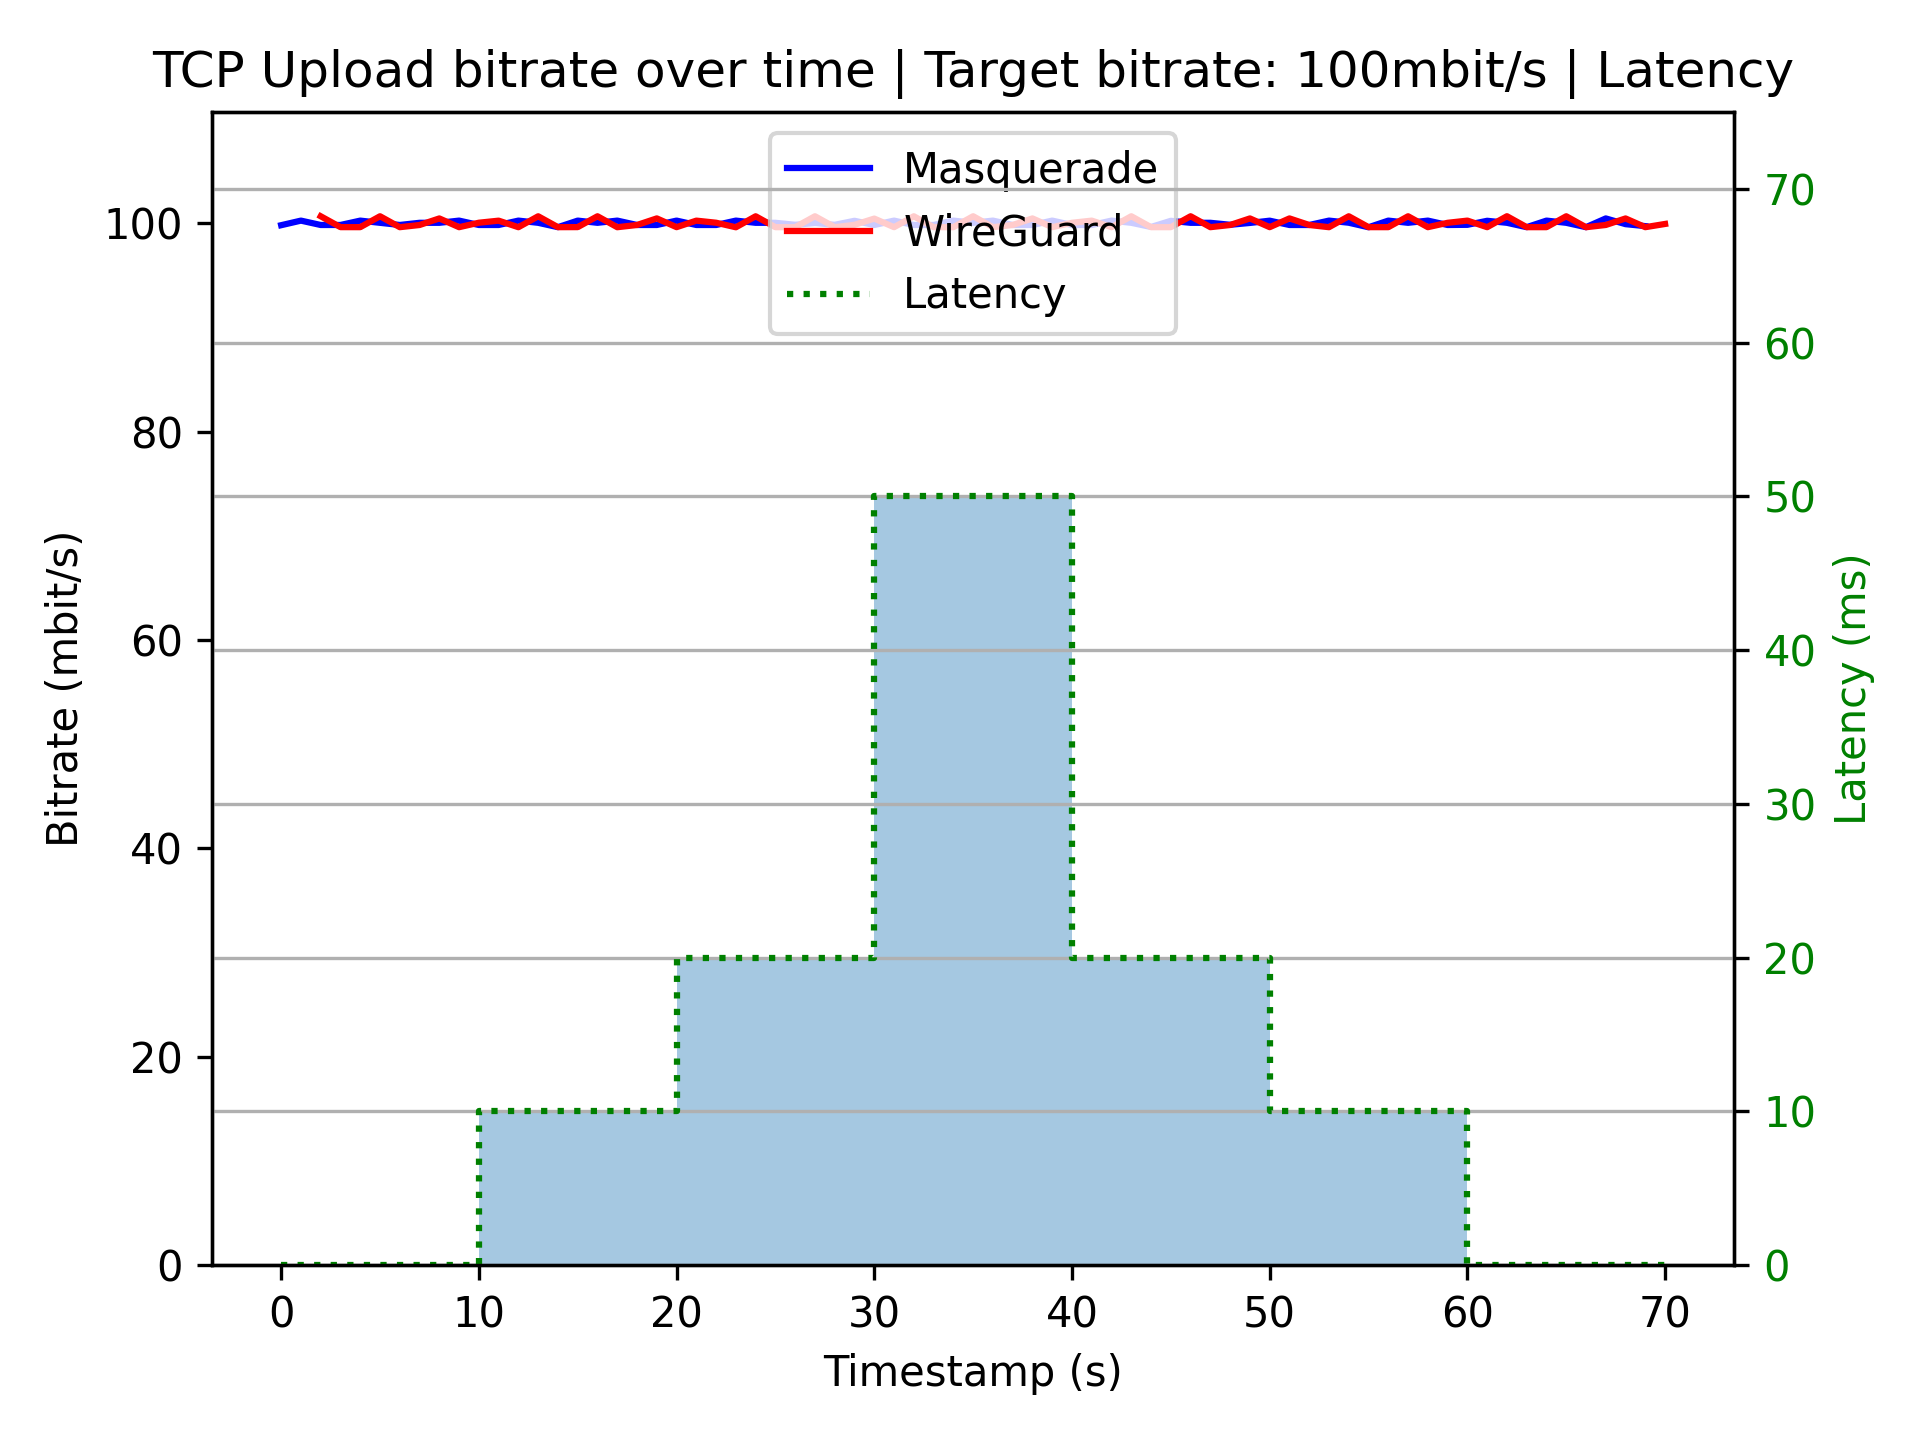 TCP Upload bitrate over time | Target bitrate: 100mbit/s | Latency
Masquerade
WireGuard
Latency
100
80
60
40
20
0
Bitrate (mbit/s)
70
60
50
40
30
20
10
0
Latency (ms)
0 10 20 30 40 50 60 70
Timestamp (s)